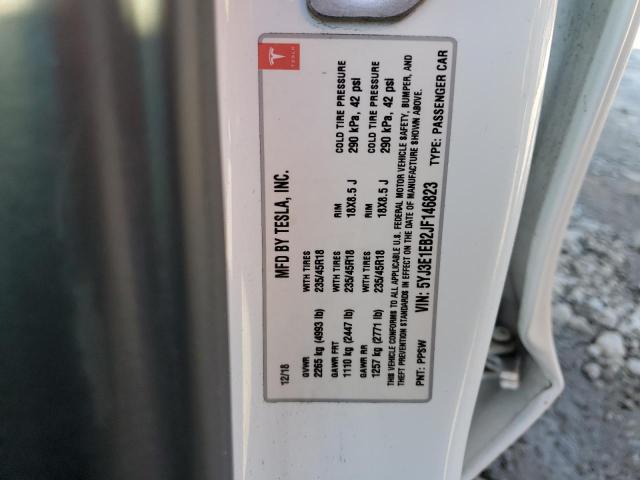 TESLA
MFD BY TESLA, INC.
12/18
GVWR WITH TIRES COLD TIRE PRESSURE
2265 kg (4993 lb) 235/45R18 290 kPa, 42 psi
GAWR FRT WITH TIRES RIM
1110 kg (2447 lb) 235/45R18 18X8.5 J
GAWR RR WITH TIRES RIM COLD TIRE PRESSURE
1257 kg (2771 lb) 235/45R18 18X8.5 J 290 kPa, 42 psi
THIS VEHICLE CONFORMS TO ALL APPLICABLE U.S. FEDERAL MOTOR VEHICLE SAFETY, BUMPER, AND
THEFT PREVENTION STANDARDS IN EFFECT ON THE DATE OF MANUFACTURE SHOWN ABOVE.
PNT: PPSW VIN: 5YJ3E1EB2JF146823 TYPE: PASSENGER CAR